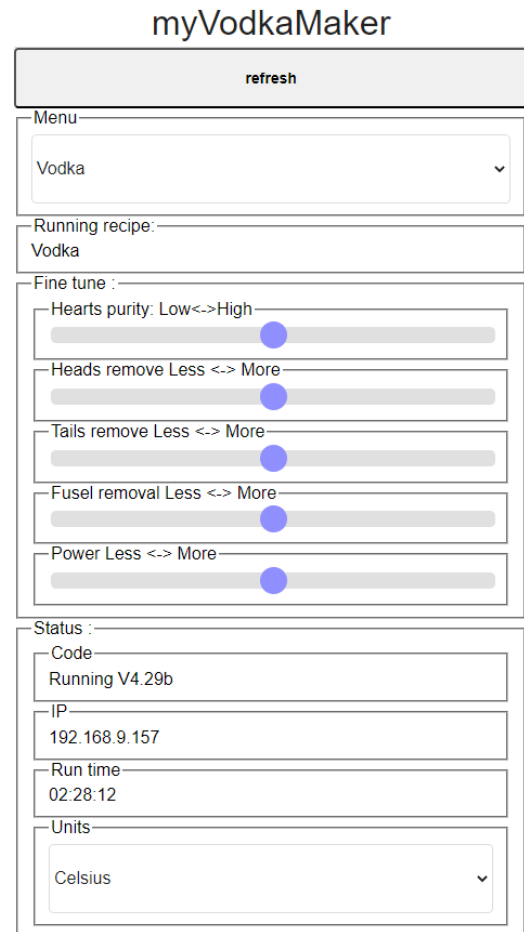 myVodkaMaker
refresh
Menu
Vodka
Running recipe:
Vodka
Fine tune :
Hearts purity: Low<->High
Heads remove Less <-> More
Tails remove Less <-> More
Fusel removal Less <-> More
Power Less <-> More
Status :
Code
Running V4.29b
IP
192.168.9.157
Run time
02:28:12
Units
Celsius